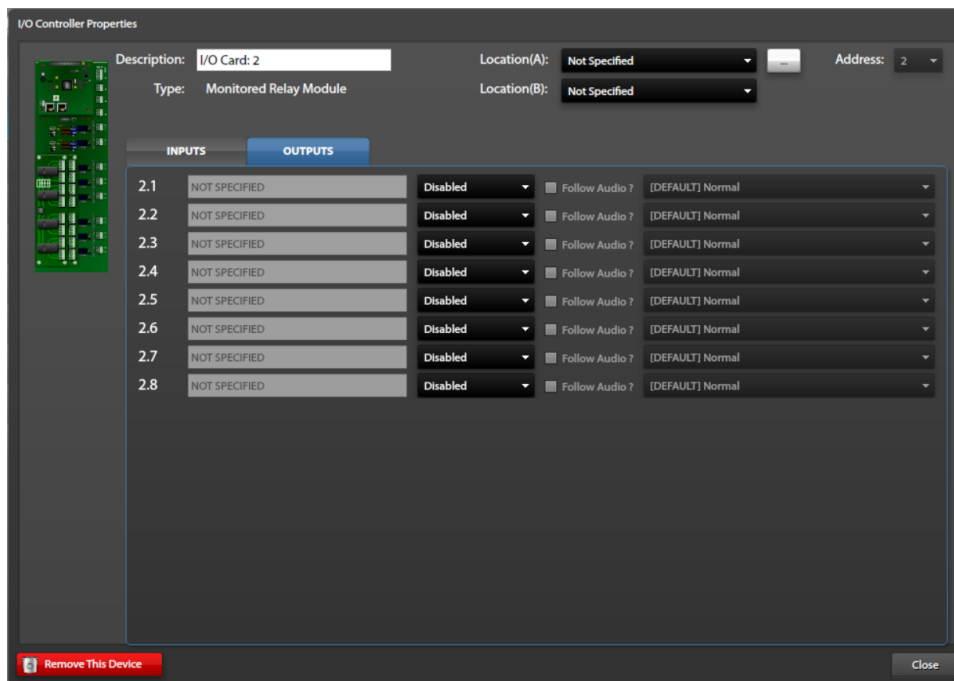 I/O Controller Properties
Description: I/O Card: 2 Location(A): Not Specified ... Address: 2
Type: Monitored Relay Module Location(B): Not Specified
INPUTS OUTPUTS
2.1 NOT SPECIFIED Disabled Follow Audio ? [DEFAULT] Normal
2.2 NOT SPECIFIED Disabled Follow Audio ? [DEFAULT] Normal
2.3 NOT SPECIFIED Disabled Follow Audio ? [DEFAULT] Normal
2.4 NOT SPECIFIED Disabled Follow Audio ? [DEFAULT] Normal
2.5 NOT SPECIFIED Disabled Follow Audio ? [DEFAULT] Normal
2.6 NOT SPECIFIED Disabled Follow Audio ? [DEFAULT] Normal
2.7 NOT SPECIFIED Disabled Follow Audio ? [DEFAULT] Normal
2.8 NOT SPECIFIED Disabled Follow Audio ? [DEFAULT] Normal
Remove This Device Close